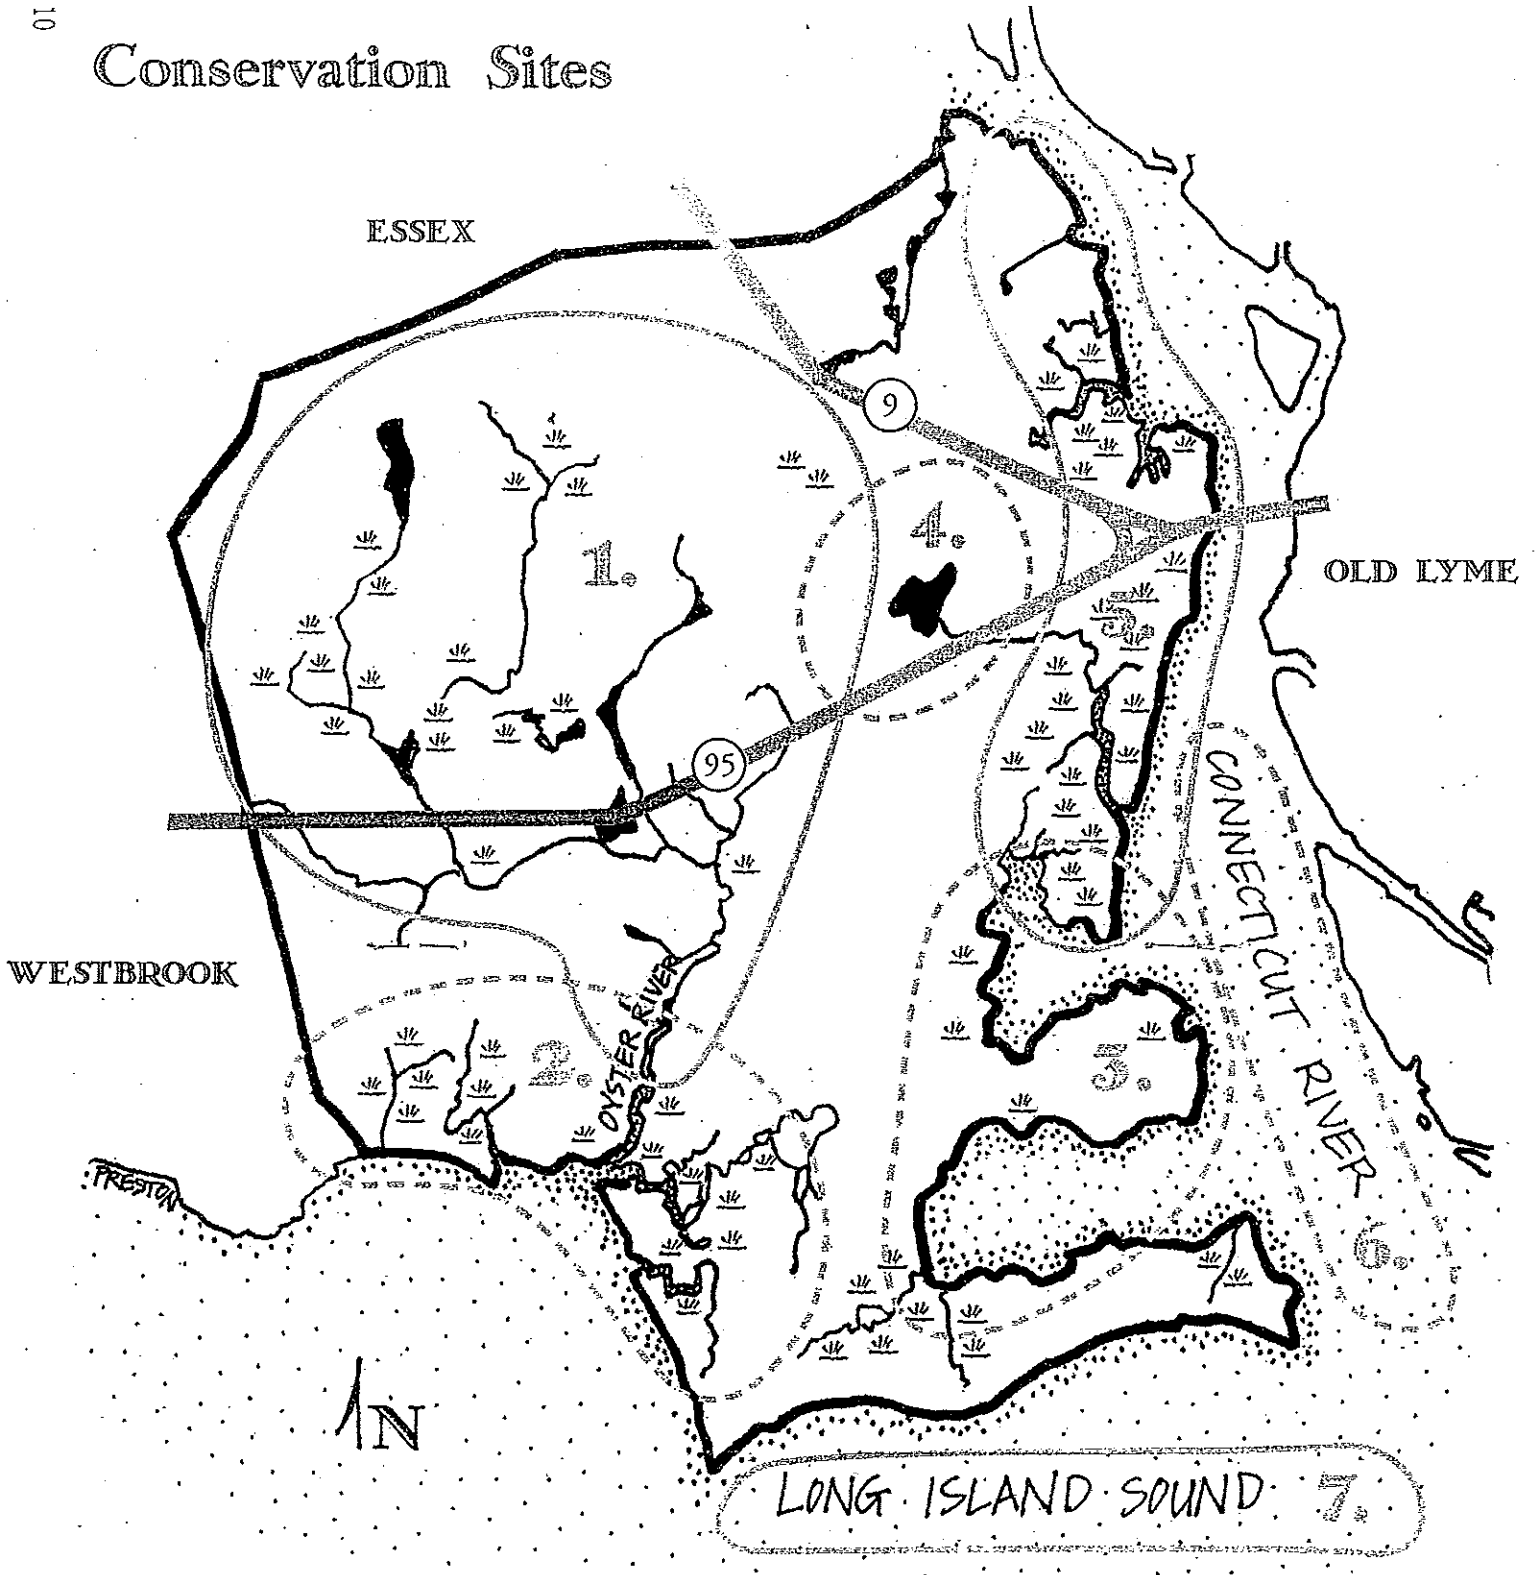 10
Conservation Sites
ESSEX
9
4.
1.
OLD LYME
5.
95
CONNECTICUT RIVER
WESTBROOK
OYSTER RIVER
2.
3.
PRESTON
6.
N
LONG ISLAND SOUND 7.